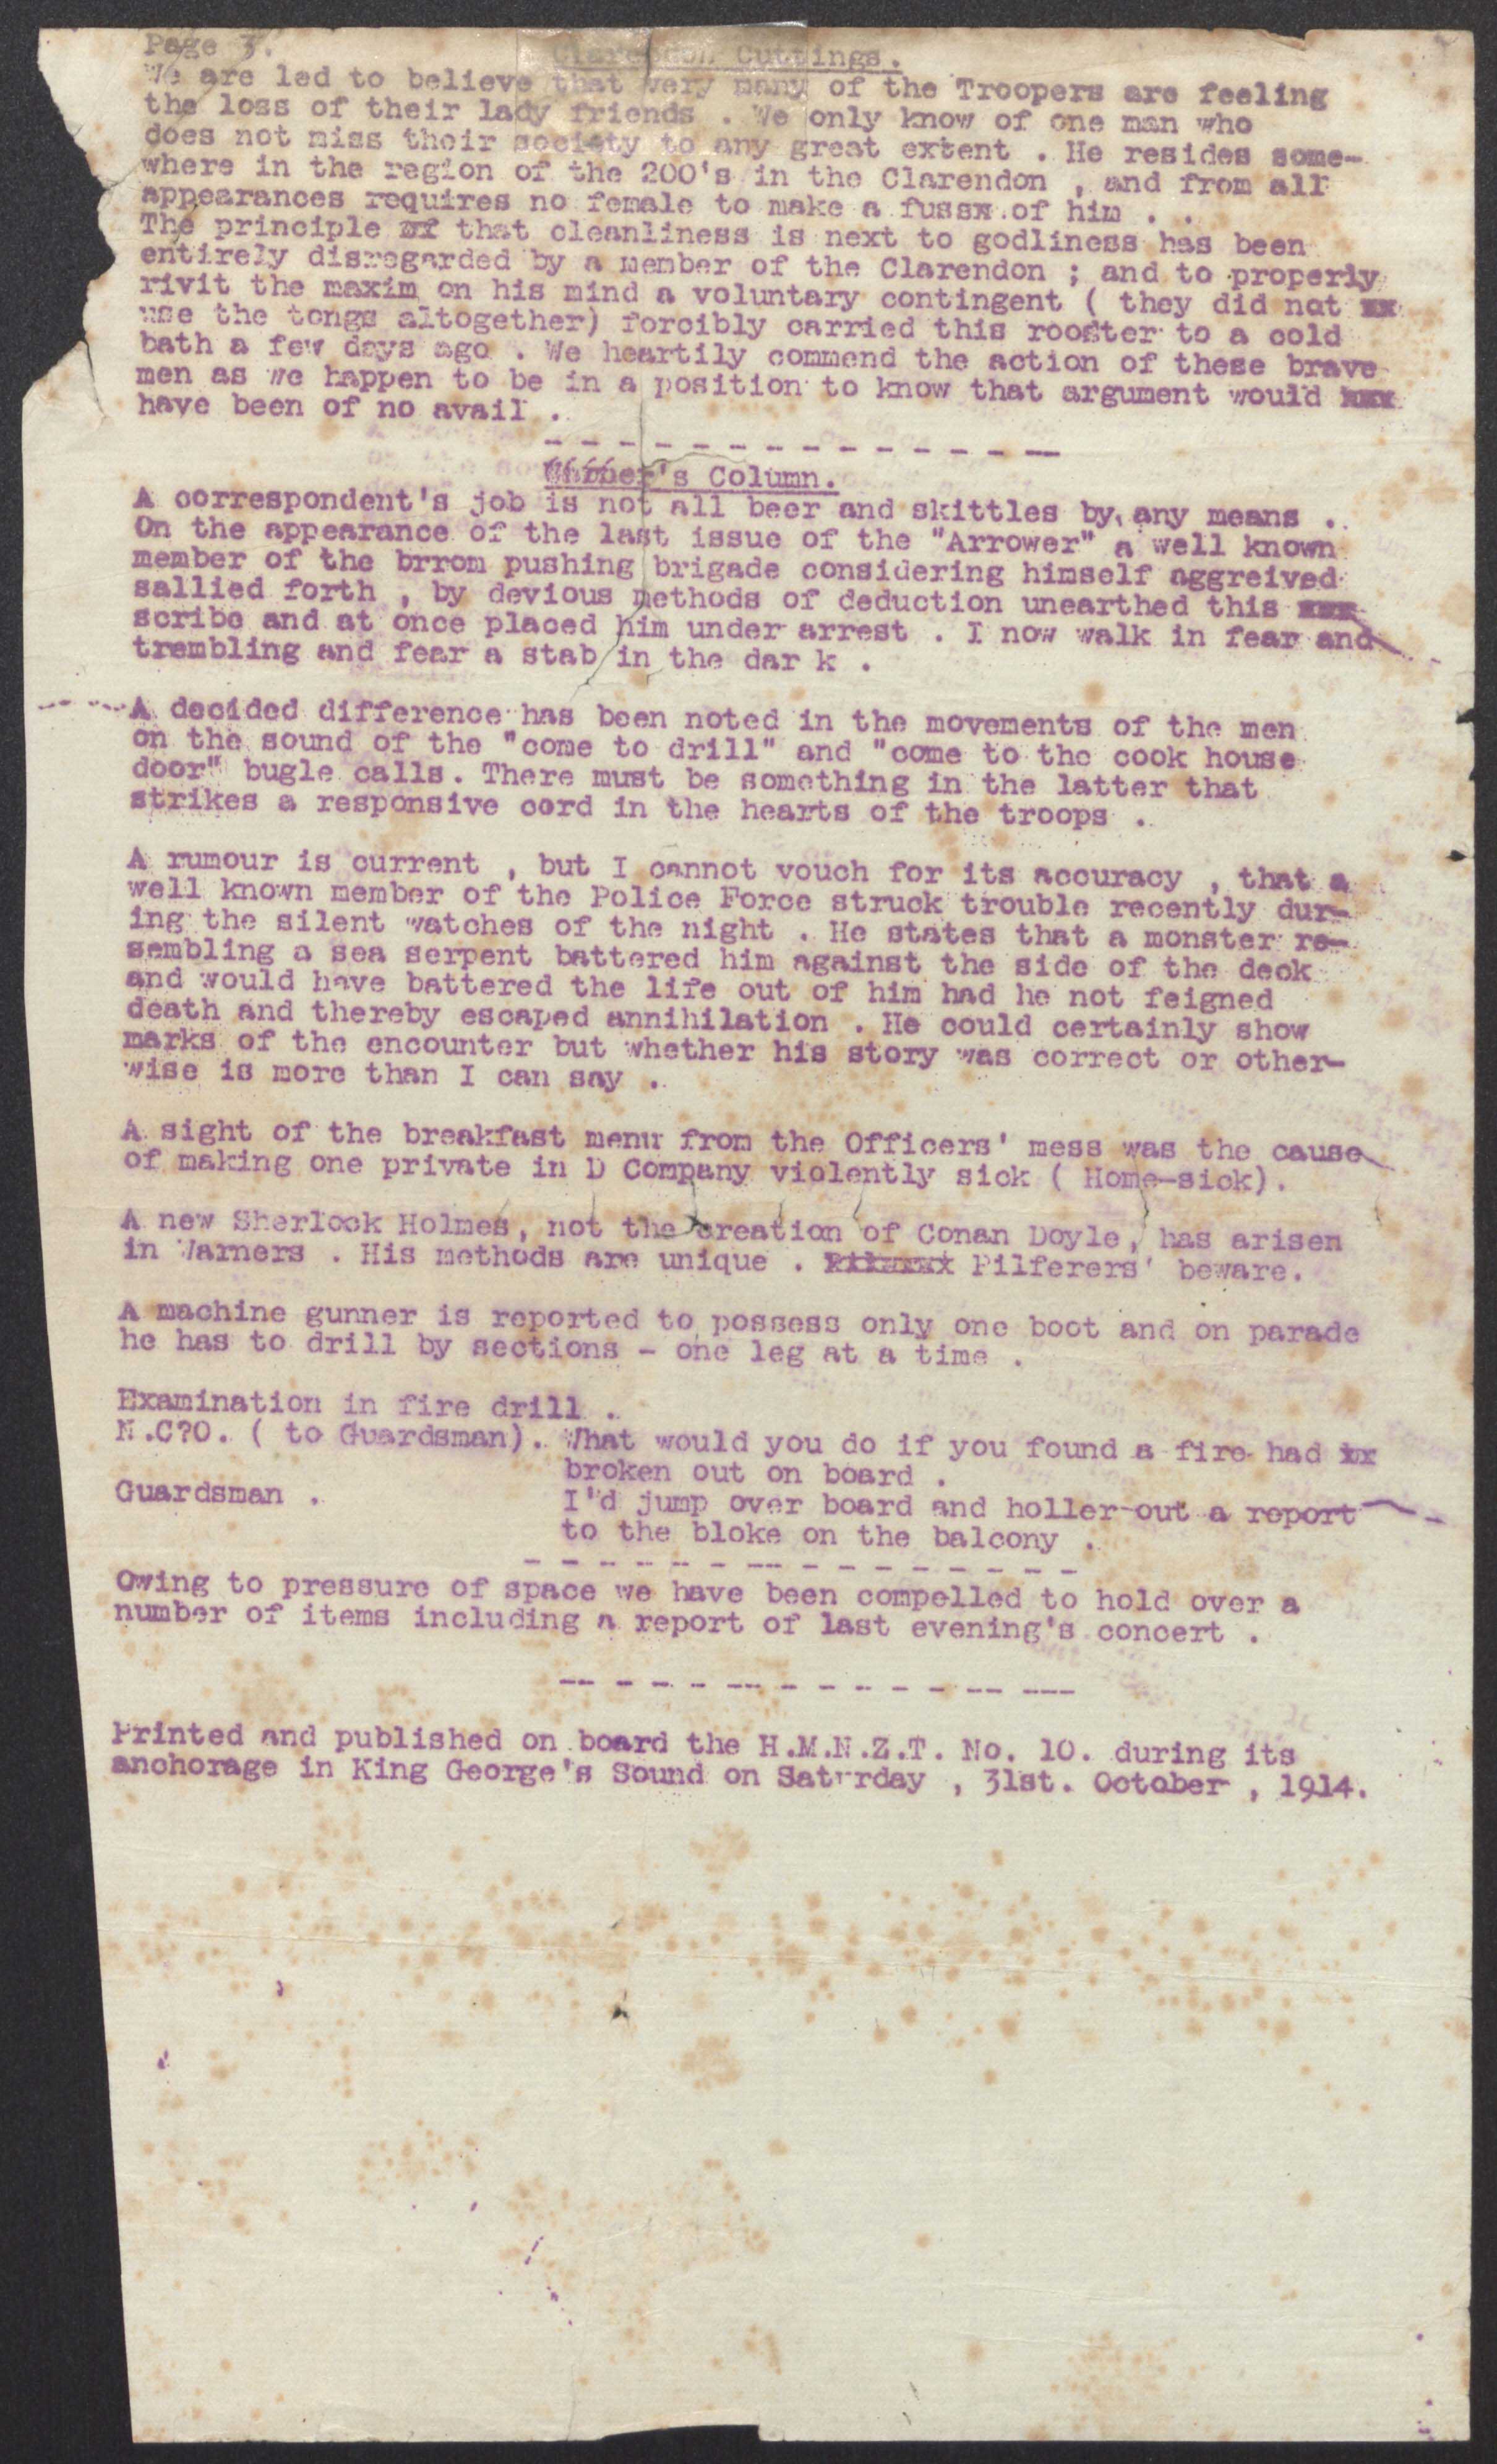 Page 3.
Clarendon Cuttings.
We are led to believe that very many of the Troopers are feeling
the loss of their lady friends . We only know of one man who
does not miss their society to any great extent . He resides some-
where in the region of the 200's in the Clarendon , and from all
appearances requires no female to make a fussx.of him . .
The principle of that cleanliness is next to godliness has been
entirely disregarded by a member of the Clarendon ; and to properly
rivit the maxim on his mind a voluntary contingent ( they did not xx
use the tongs altogether) forcibly carried this rooster to a cold
bath a few days ago . We heartily commend the action of these brave
men as we happen to be in a position to know that argument would
have been of no avail .
- - - - - - - - - - - - - - -
's Column.
A correspondent's job is not all beer and skittles by any means .
On the appearance of the last issue of the "Arrower" a well known
member of the brrom pushing brigade considering himself aggreived
sallied forth , by devious methods of deduction unearthed this
scribe and at once placed him under arrest . I now walk in fear and
trembling and fear a stab in the dar k .
A decided difference has been noted in the movements of the men
on the sound of the "come to drill" and "come to the cook house
door" bugle calls. There must be something in the latter that
strikes a responsive cord in the hearts of the troops .
A rumour is current , but I cannot vouch for its accuracy , that a
well known member of the Police Force struck trouble recently dur-
ing the silent watches of the night . He states that a monster re-
sembling a sea serpent battered him against the side of the deck
and would have battered the life out of him had he not feigned
death and thereby escaped annihilation . He could certainly show
marks of the encounter but whether his story was correct or other-
wise is more than I can say .
A sight of the breakfast menu from the Officers' mess was the cause
of making one private in D Company violently sick ( Home-sick).
A new Sherlock Holmes, not the creation of Conan Doyle, has arisen
in Warners . His methods are unique . Pilferers' beware.
A machine gunner is reported to possess only one boot and on parade
he has to drill by sections - one leg at a time .
Examination in fire drill .
N.C?O. ( to Guardsman). What would you do if you found a fire had
broken out on board .
Guardsman . I'd jump over board and holler-out a report
to the bloke on the balcony .
- - - - - - - - - - - - - - -
Owing to pressure of space we have been compelled to hold over a
number of items including a report of last evening's concert .
- - - - - - - - - - - - - -
Printed and published on board the H.M.N.Z.T. No. 10. during its
anchorage in King George's Sound on Saturday , 31st. October , 1914.